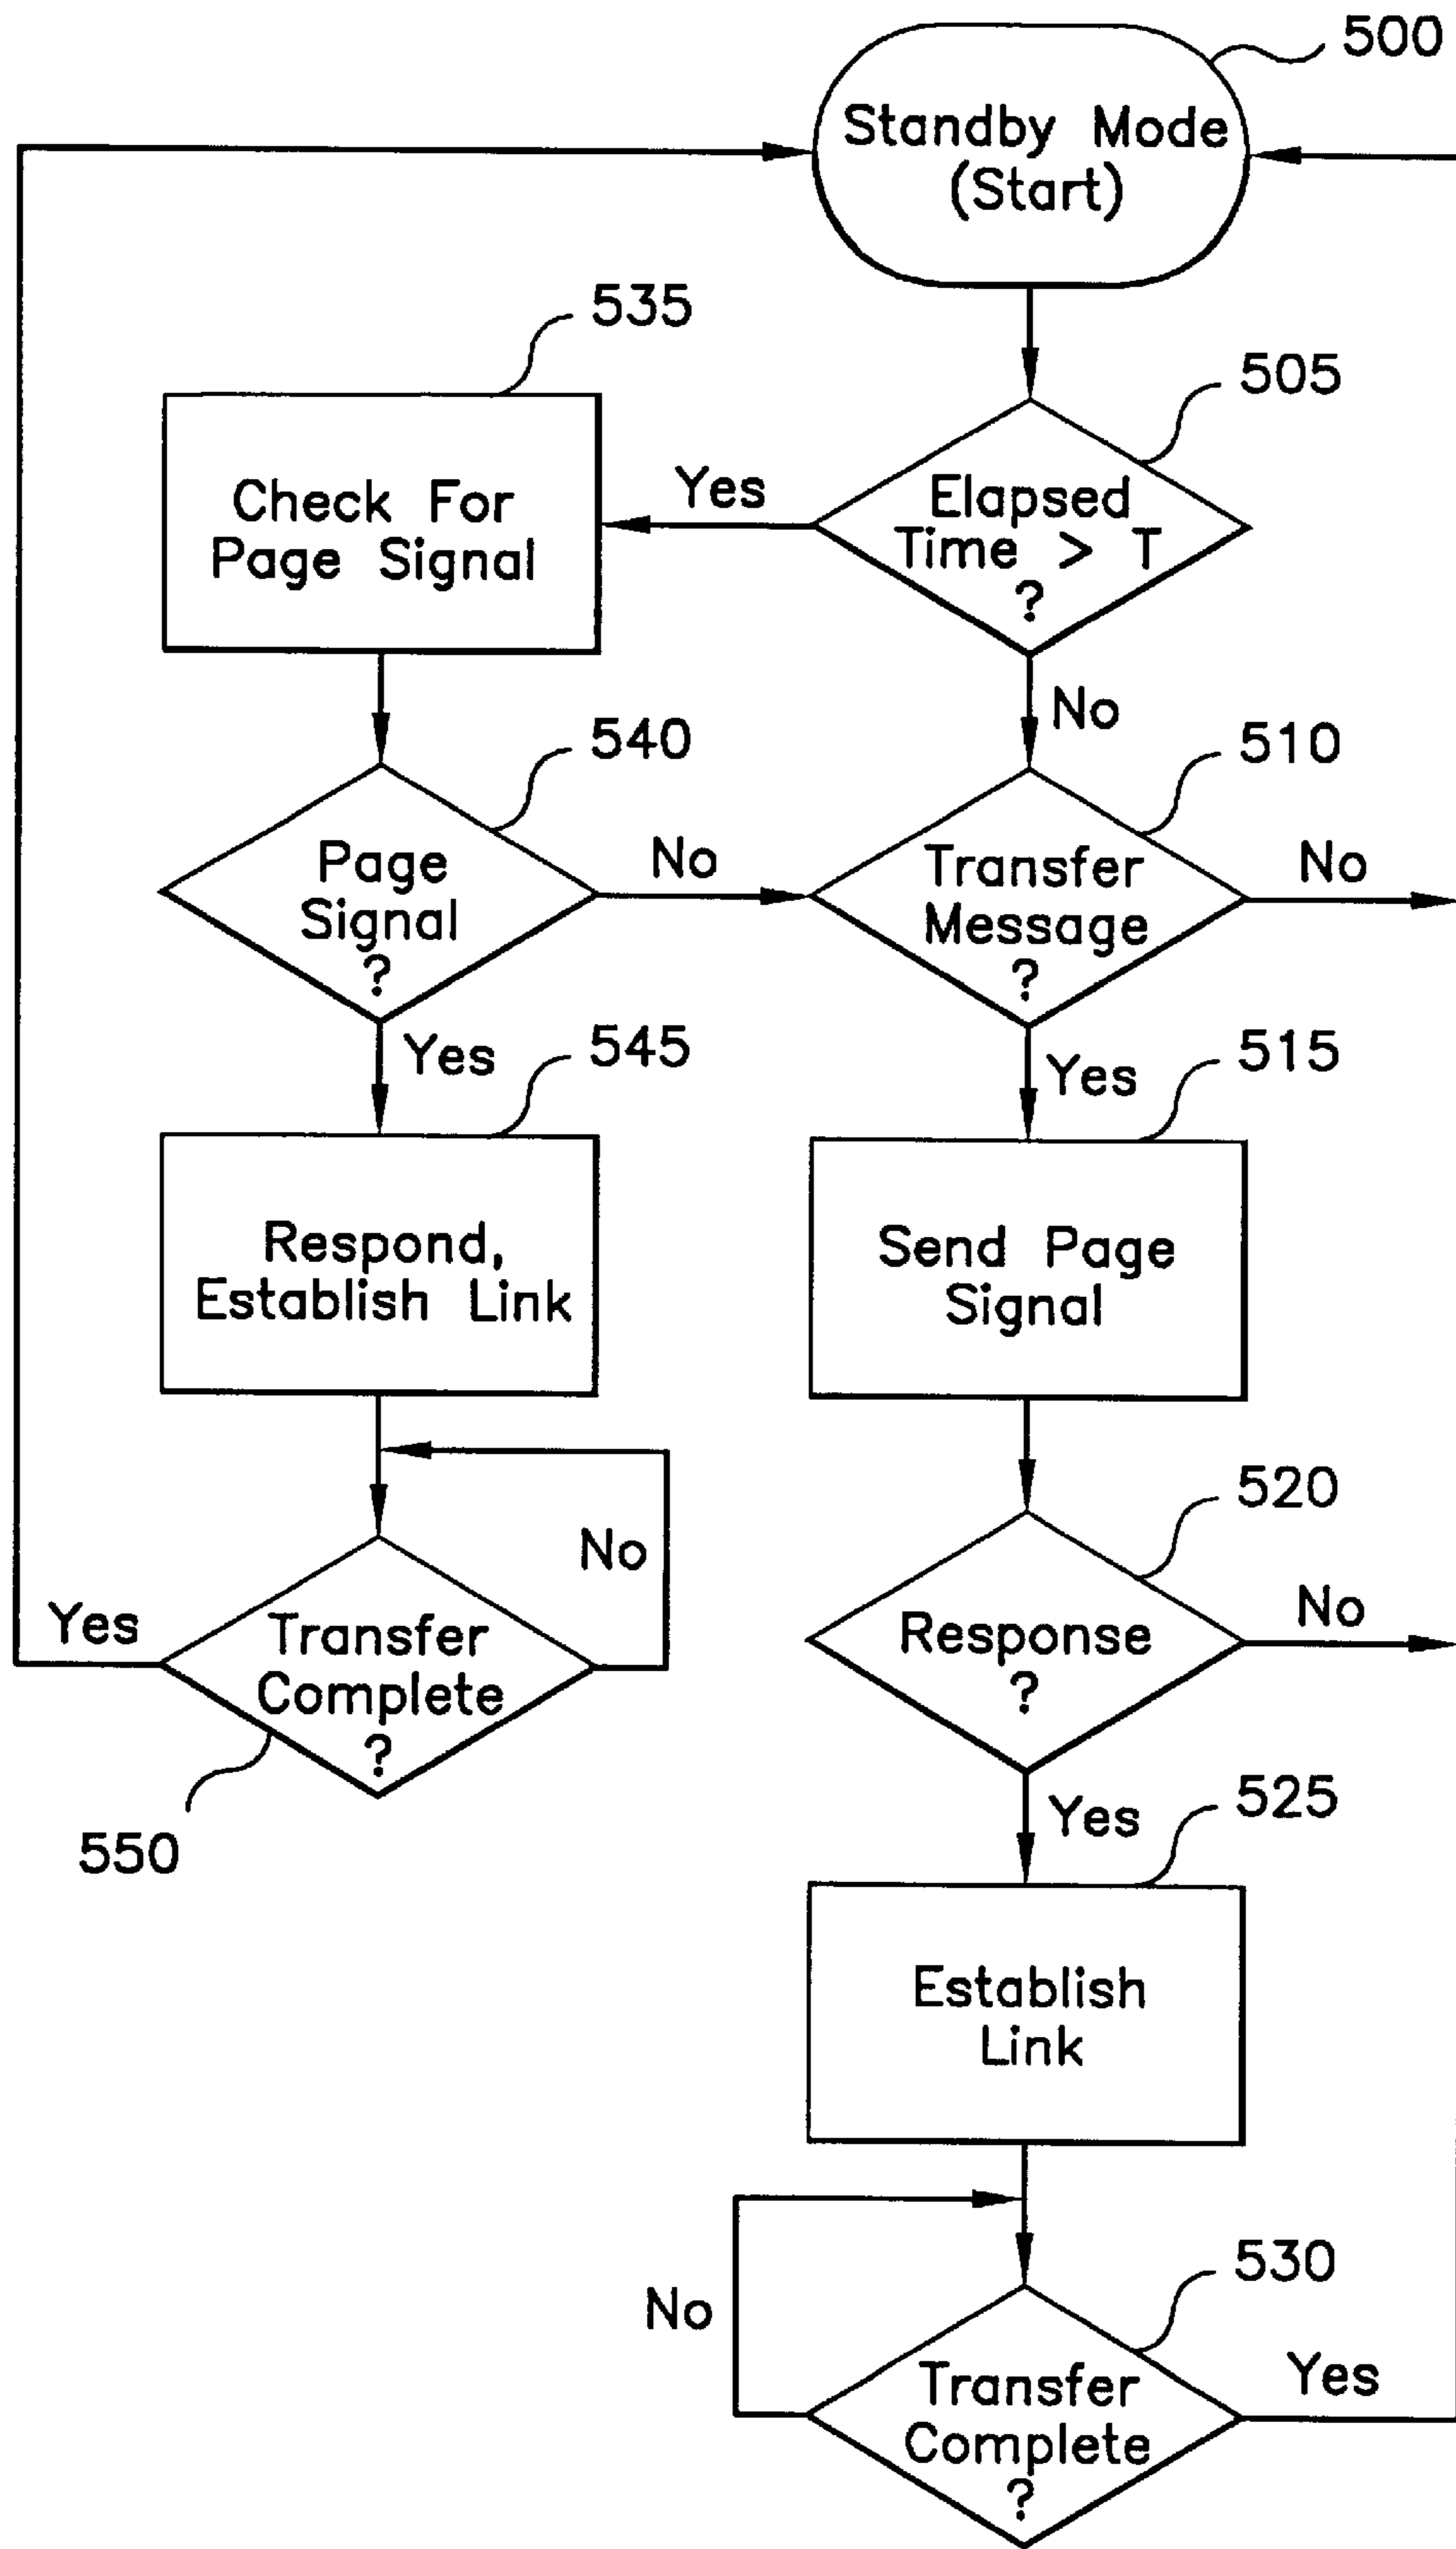 500
Standby Mode
(Start)
535
505
Check For
Page Signal
Yes
Elapsed
Time > T
?
No
540
510
Page
Signal
?
No
Transfer
Message
?
No
Yes
545
Yes
515
Respond,
Establish Link
Send Page
Signal
520
No
Yes
Transfer
Complete
?
Response
?
No
550
Yes
525
Establish
Link
530
No
Transfer
Complete
?
Yes